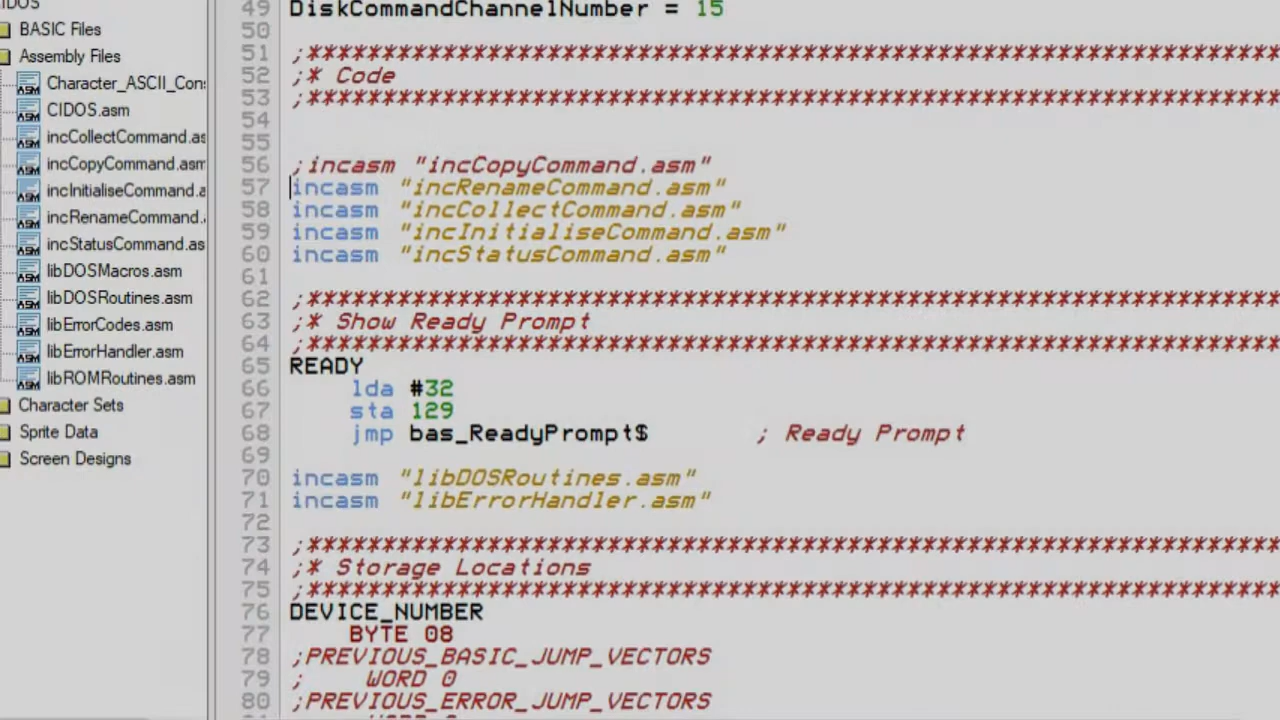 CIDOS
BASIC Files
Assembly Files
Character_ASCII_Cons
CIDOS.asm
incCollectCommand.as
incCopyCommand.asm
incInitialiseCommand.a
incRenameCommand.
incStatusCommand.as
libDOSMacros.asm
libDOSRoutines.asm
libErrorCodes.asm
libErrorHandler.asm
libROMRoutines.asm
Character Sets
Sprite Data
Screen Designs
49 DiskCommandChannelNumber = 15
50
51 ;*******************************************************************
52 ;* Code
53 ;*******************************************************************
54
55
56 ;incasm "incCopyCommand.asm"
57 incasm "incRenameCommand.asm"
58 incasm "incCollectCommand.asm"
59 incasm "incInitialiseCommand.asm"
60 incasm "incStatusCommand.asm"
61
62 ;*******************************************************************
63 ;* Show Ready Prompt
64 ;*******************************************************************
65 READY
66 lda #32
67 sta 129
68 jmp bas_ReadyPrompt$ ; Ready Prompt
69
70 incasm "libDOSRoutines.asm"
71 incasm "libErrorHandler.asm"
72
73 ;*******************************************************************
74 ;* Storage Locations
75 ;*******************************************************************
76 DEVICE_NUMBER
77 BYTE 08
78 ;PREVIOUS_BASIC_JUMP_VECTORS
79 ; WORD 0
80 ;PREVIOUS_ERROR_JUMP_VECTORS